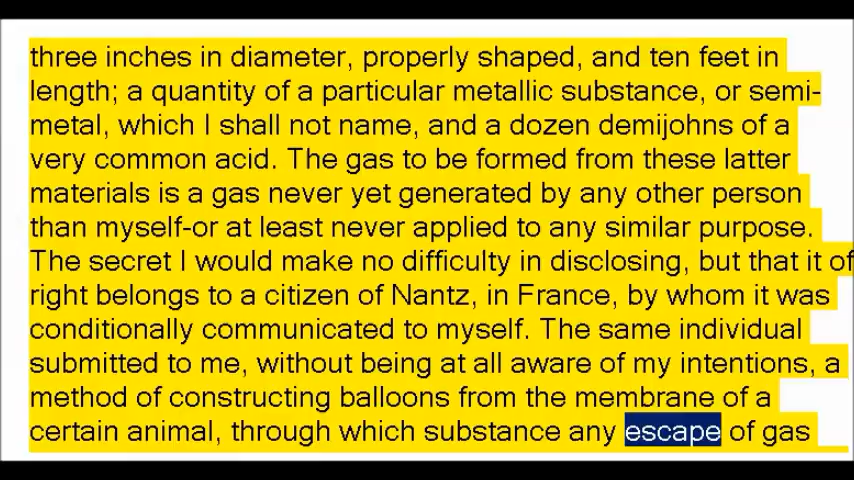 three inches in diameter, properly shaped, and ten feet in
length; a quantity of a particular metallic substance, or semi-
metal, which I shall not name, and a dozen demijohns of a
very common acid. The gas to be formed from these latter
materials is a gas never yet generated by any other person
than myself-or at least never applied to any similar purpose.
The secret I would make no difficulty in disclosing, but that it of
right belongs to a citizen of Nantz, in France, by whom it was
conditionally communicated to myself. The same individual
submitted to me, without being at all aware of my intentions, a
method of constructing balloons from the membrane of a
certain animal, through which substance any escape of gas